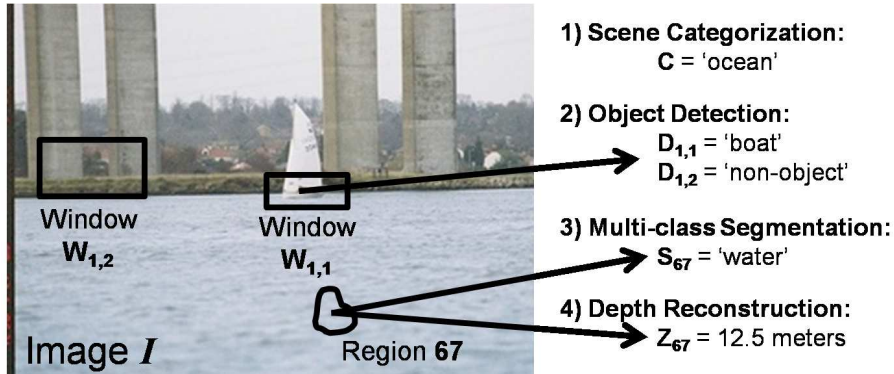 1) Scene Categorization:
C = ‘ocean’
2) Object Detection:
D1,1 = ‘boat’
D1,2 = ‘non-object’
3) Multi-class Segmentation:
S67 = ‘water’
4) Depth Reconstruction:
Z67 = 12.5 meters
Window
W1,2
Window
W1,1
Image I
Region 67